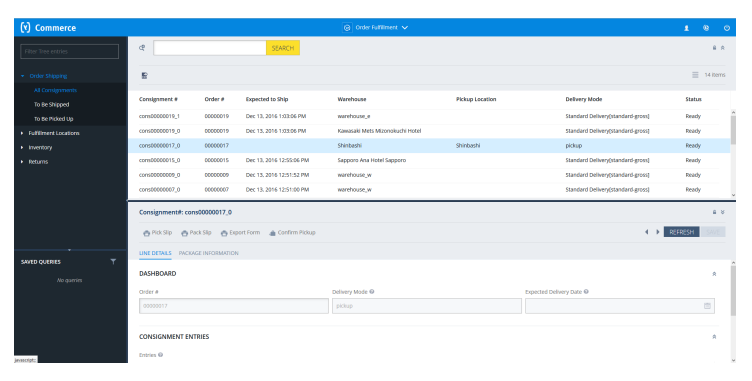 (y) Commerce
Order Fulfillment
Filter Tree entries
SEARCH
Order Shipping
14 items
All Consignments
To Be Shipped
To Be Picked Up
Fulfillment Locations
Inventory
Returns
Consignment # Order # Expected to Ship Warehouse Pickup Location Delivery Mode Status
cons00000019_1 00000019 Dec 13, 2016 1:03:06 PM warehouse_e Standard Delivery[standard-gross] Ready
cons00000019_0 00000019 Dec 13, 2016 1:03:06 PM Kawasaki Mets Mizonokuchi Hotel Standard Delivery[standard-gross] Ready
cons00000017_0 00000017 Shinbashi Shinbashi pickup Ready
cons00000015_0 00000015 Dec 13, 2016 12:55:06 PM Sapporo Ana Hotel Sapporo Standard Delivery[standard-gross] Ready
cons00000009_0 00000009 Dec 13, 2016 12:51:52 PM warehouse_w Standard Delivery[standard-gross] Ready
cons00000007_0 00000007 Dec 13, 2016 12:51:00 PM warehouse_w Standard Delivery[standard-gross] Ready
Consignment#: cons00000017_0
Pick Slip Pack Slip Export Form Confirm Pickup REFRESH
LINE DETAILS PACKAGE INFORMATION
SAVED QUERIES
No queries
DASHBOARD
Order # Delivery Mode Expected Delivery Date
00000017 pickup
CONSIGNMENT ENTRIES
Entries
javascript:;